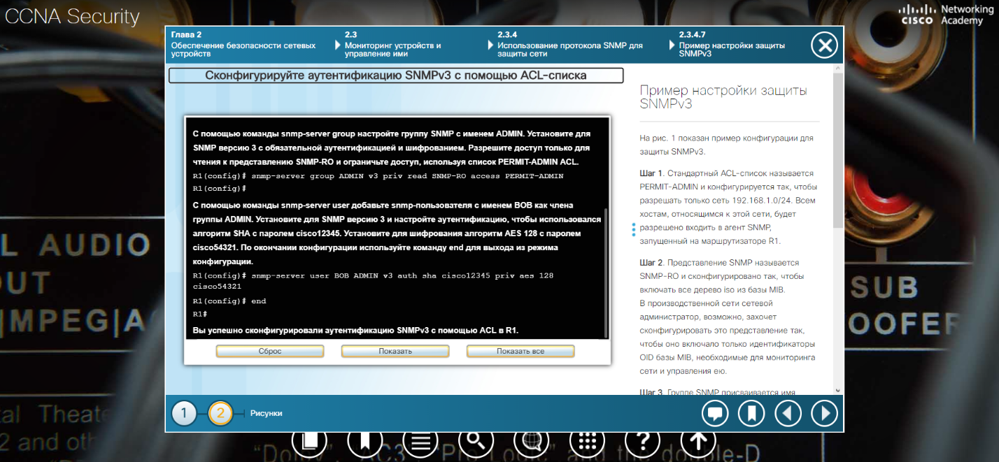 CCNA Security
Networking
CISCO Academy
Глава 2
Обеспечение безопасности сетевых
устройств
2.3
Мониторинг устройств и
управление ими
2.3.4
Использование протокола SNMP для
защиты сети
2.3.4.7
Пример настройки защиты
SNMPv3
Сконфигурируйте аутентификацию SNMPv3 с помощью ACL-списка
С помощью команды snmp-server group настройте группу SNMP с именем ADMIN. Установите для
SNMP версию 3 с обязательной аутентификацией и шифрованием. Разрешите доступ только для
чтения к представлению SNMP-RO и ограничьте доступ, используя список PERMIT-ADMIN ACL.
R1(config)# snmp-server group ADMIN v3 priv read SNMP-RO access PERMIT-ADMIN
R1(config)#
С помощью команды snmp-server user добавьте snmp-пользователя с именем BOB как члена
группы ADMIN. Установите для SNMP версию 3 и настройте аутентификацию, чтобы использовался
алгоритм SHA с паролем cisco12345. Установите для шифрования алгоритм AES 128 с паролем
cisco54321. По окончании конфигурации используйте команду end для выхода из режима
конфигурации.
R1(config)# snmp-server user BOB ADMIN v3 auth sha cisco12345 priv aes 128
cisco54321
R1(config)# end
R1#
Вы успешно сконфигурировали аутентификацию SNMPv3 с помощью ACL в R1.
Сброс
Показать
Показать все
Пример настройки защиты
SNMPv3
На рис. 1 показан пример конфигурации для
защиты SNMPv3.
Шаг 1. Стандартный ACL-список называется
PERMIT-ADMIN и конфигурируется так, чтобы
разрешать только сеть 192.168.1.0/24. Всем
хостам, относящимся к этой сети, будет
разрешено входить в агент SNMP,
запущенный на маршрутизаторе R1.
Шаг 2. Представление SNMP называется
SNMP-RO и сконфигурировано так, чтобы
включать все дерево iso из базы MIB.
В производственной сети сетевой
администратор, возможно, захочет
сконфигурировать это представление так,
чтобы оно включало только идентификаторы
OID базы MIB, необходимые для мониторинга
сети и управления ею.
Шаг 3. Группе SNMP присваивается имя
1
2
Рисунки
L AUDIO
OUT
|MPEG|A
SUB
OOFER
tal Theate
2 and oth
"Dolby", "AC3", "Pro Logic" and the double-D
?